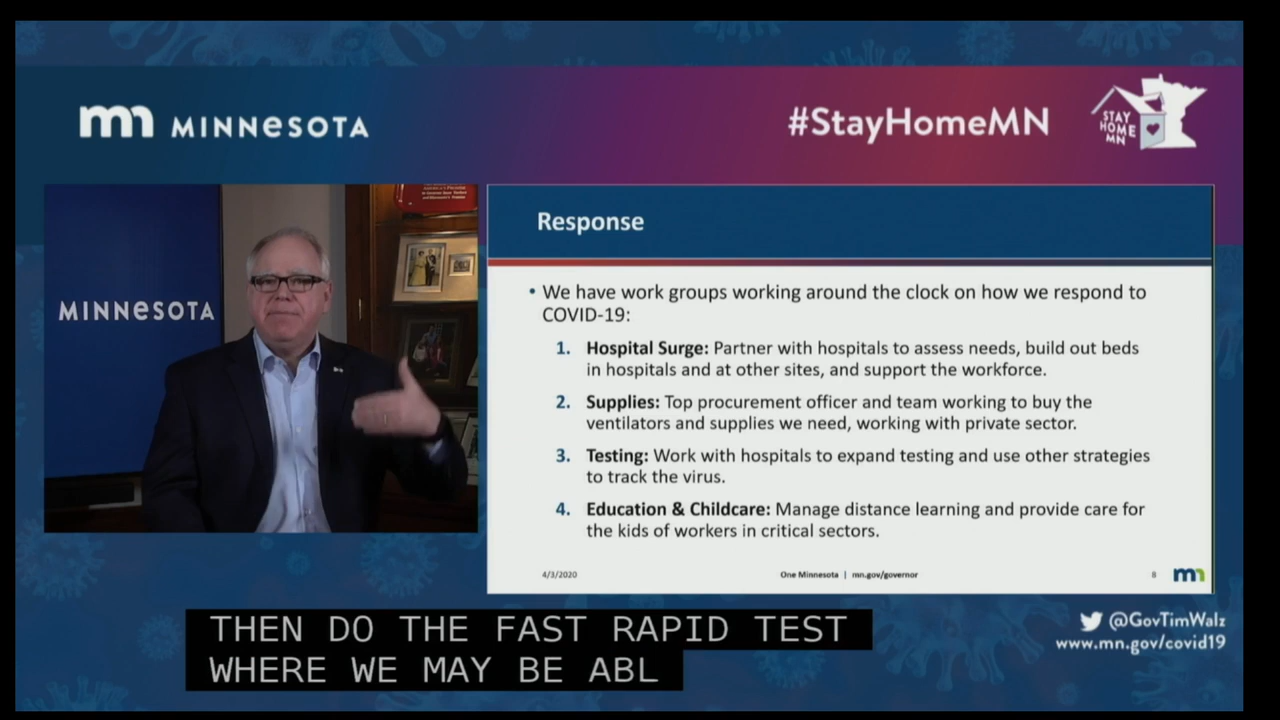 mn MINNESOTA
#StayHomeMN
STAY
HOME
MN
MINNESOTA
Response
• We have work groups working around the clock on how we respond to
COVID-19:
1. Hospital Surge: Partner with hospitals to assess needs, build out beds
in hospitals and at other sites, and support the workforce.
2. Supplies: Top procurement officer and team working to buy the
ventilators and supplies we need, working with private sector.
3. Testing: Work with hospitals to expand testing and use other strategies
to track the virus.
4. Education & Childcare: Manage distance learning and provide care for
the kids of workers in critical sectors.
4/3/2020 One Minnesota | mn.gov/governor 8 mn
THEN DO THE FAST RAPID TEST
WHERE WE MAY BE ABL
@GovTimWalz
www.mn.gov/covid19